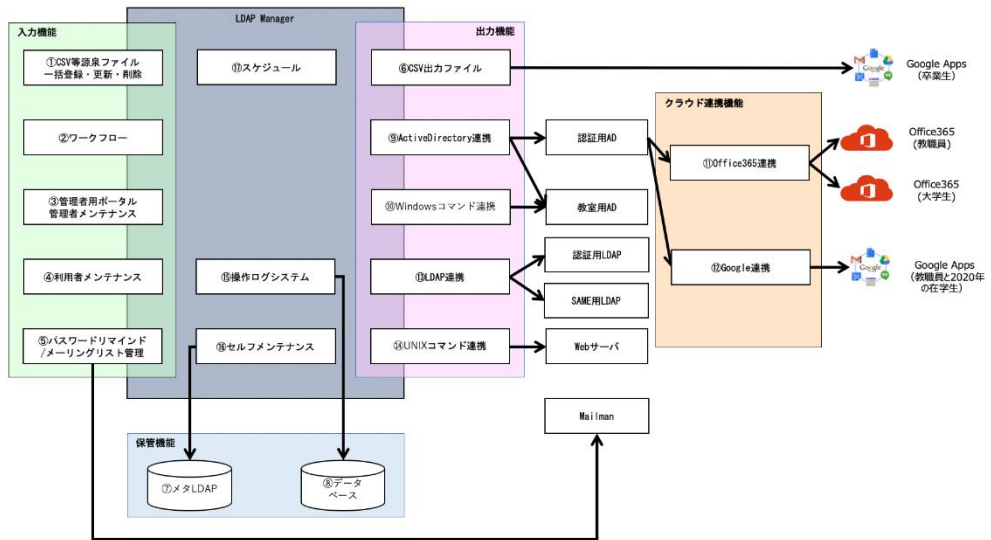 LDAP Manager
入力機能
①CSV等源泉ファイル
一括登録・更新・削除
②ワークフロー
③管理者用ポータル
管理者メンテナンス
④利用者メンテナンス
⑤パスワードリマインド
/メーリングリスト管理
⑰スケジュール
⑮操作ログシステム
⑯セルフメンテナンス
出力機能
⑥CSV出力ファイル
⑨ActiveDirectory連携
⑩Windowsコマンド連携
⑬LDAP連携
⑭UNIXコマンド連携
認証用AD
教室用AD
認証用LDAP
SAME用LDAP
Webサーバ
Mailman
クラウド連携機能
⑪Office365連携
⑫Google連携
Google
Google Apps
(卒業生)
Office365
(教職員)
Office365
(大学生)
Google
Google Apps
(教職員と2020年
の在学生)
保管機能
⑦メタLDAP
⑧データ
ベース